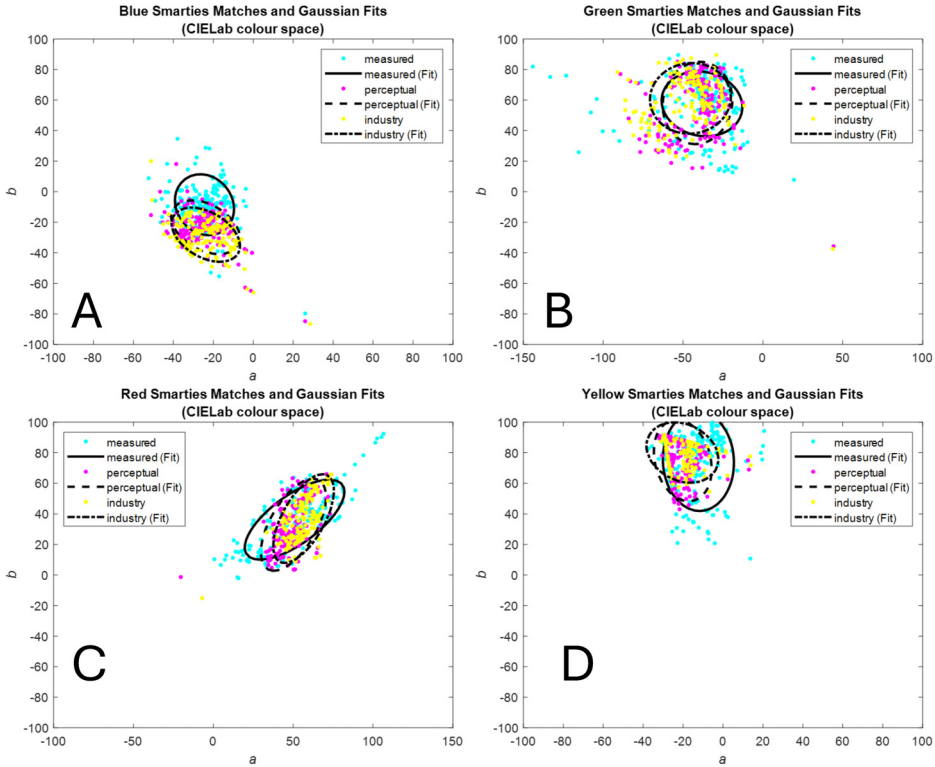 Blue Smarties Matches and Gaussian Fits
(CIELab colour space)
100
80
60
40
20
0
-20
-40
-60
-80
-100
b
measured
measured (Fit)
perceptual
perceptual (Fit)
industry
industry (Fit)
A
-100 -80 -60 -40 -20 0 20 40 60 80 100
a
Green Smarties Matches and Gaussian Fits
(CIELab colour space)
100
80
60
40
20
0
-20
-40
-60
-80
-100
b
measured
measured (Fit)
perceptual
perceptual (Fit)
industry
industry (Fit)
B
-150 -100 -50 0 50 100
a
Red Smarties Matches and Gaussian Fits
(CIELab colour space)
100
80
60
40
20
0
-20
-40
-60
-80
-100
b
measured
measured (Fit)
perceptual
perceptual (Fit)
industry
industry (Fit)
C
-100 -50 0 50 100 150
a
Yellow Smarties Matches and Gaussian Fits
(CIELab colour space)
100
80
60
40
20
0
-20
-40
-60
-80
-100
b
measured
measured (Fit)
perceptual
perceptual (Fit)
industry
industry (Fit)
D
-100 -80 -60 -40 -20 0 20 40 60 80 100
a